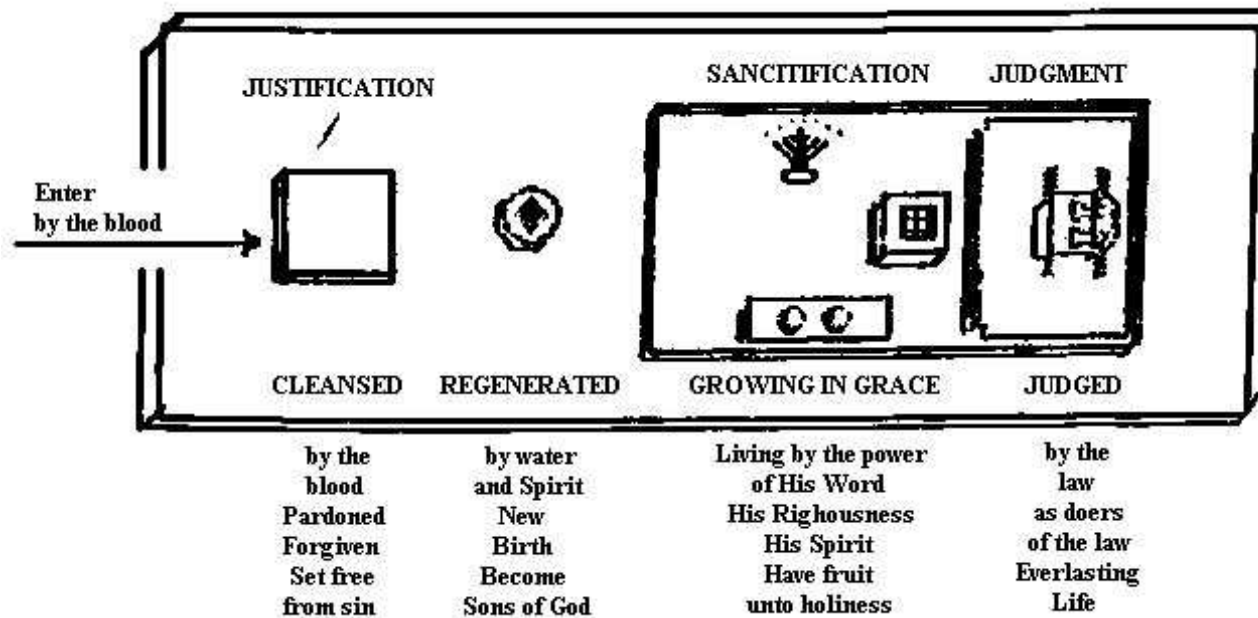 JUSTIFICATION
SANCITIFICATION
JUDGMENT
Enter
by the blood
CLEANSED
by the
blood
Pardoned
Forgiven
Set free
from sin
REGENERATED
by water
and Spirit
New
Birth
Become
Sons of God
GROWING IN GRACE
Living by the power
of His Word
His Righousness
His Spirit
Have fruit
unto holiness
JUDGED
by the
law
as doers
of the law
Everlasting
Life